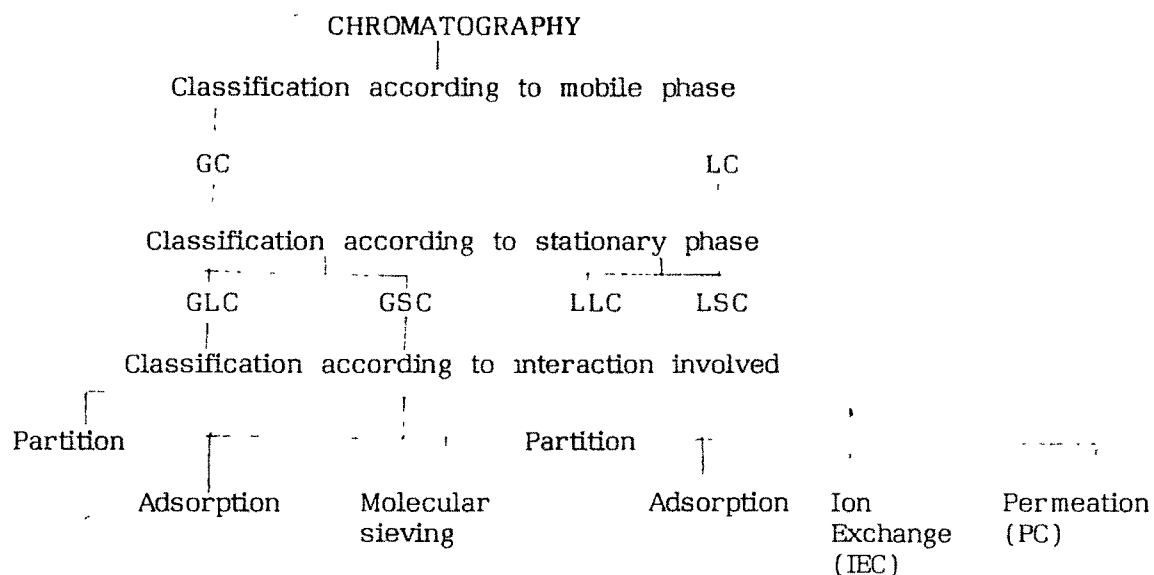 CHROMATOGRAPHY
Classification according to mobile phase
GC LC
Classification according to stationary phase
GLC GSC LLC LSC
Classification according to interaction involved
Partition Partition
Adsorption Molecular Adsorption Ion Permeation
sieving Exchange (PC)
(IEC)